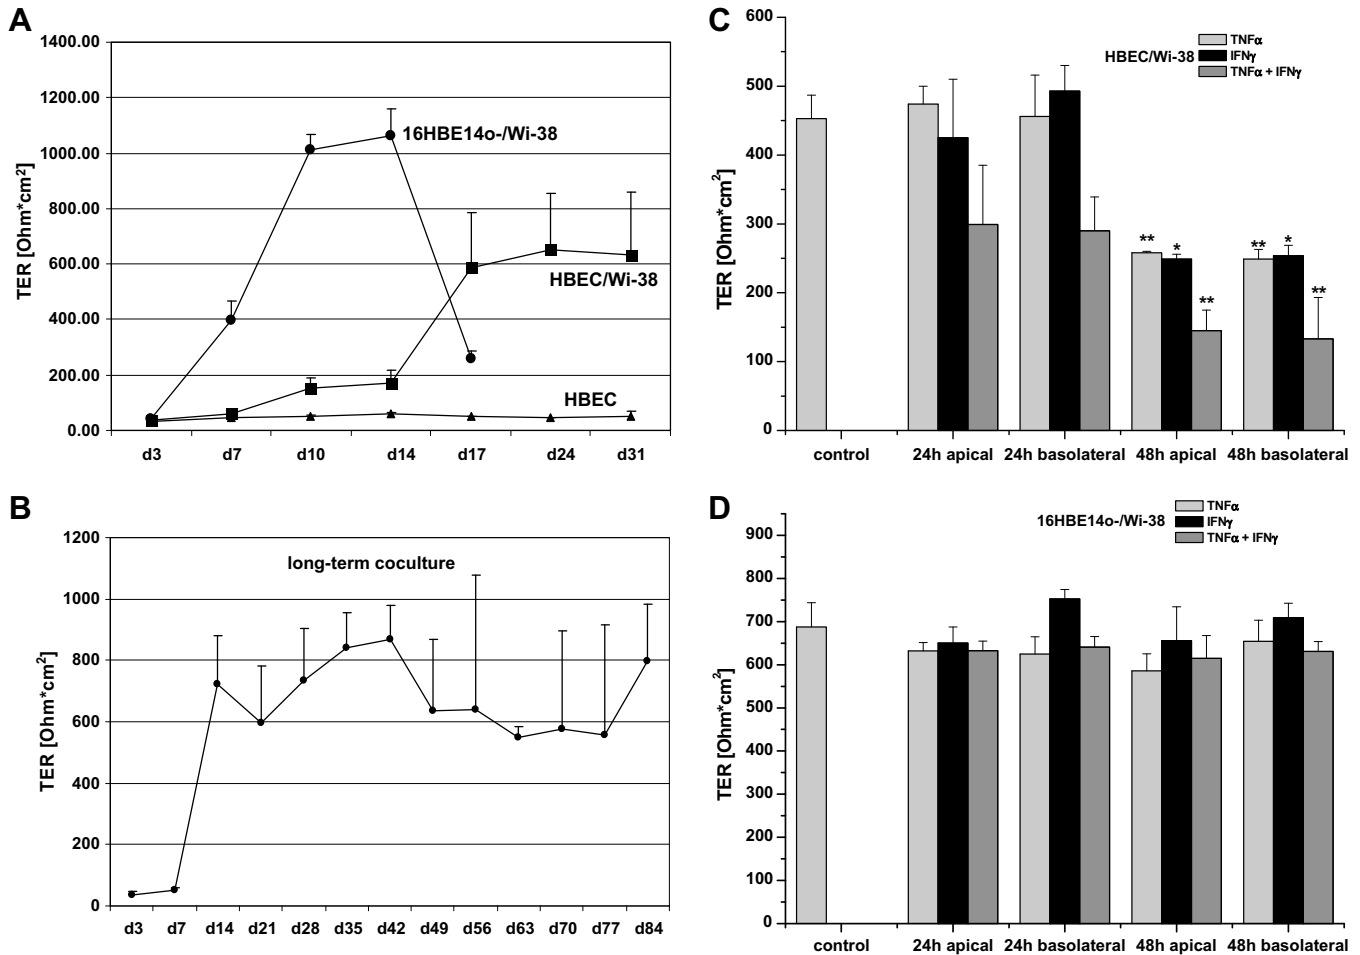 A
1400.00
1200.00
1000.00
800.00
600.00
400.00
200.00
0.00
TER [Ohm*cm²]
16HBE14o-/Wi-38
HBEC/Wi-38
HBEC
d3 d7 d10 d14 d17 d24 d31
B
1200
1000
800
600
400
200
0
TER [Ohm*cm²]
long-term coculture
d3 d7 d14 d21 d28 d35 d42 d49 d56 d63 d70 d77 d84
C
600
500
400
300
200
100
0
TER [Ohm*cm²]
HBEC/Wi-38
TNFα
IFNγ
TNFα + IFNγ
** * ** ** * **
control 24h apical 24h basolateral 48h apical 48h basolateral
D
900
800
700
600
500
400
300
200
100
0
TER [Ohm*cm²]
16HBE14o-/Wi-38
TNFα
IFNγ
TNFα + IFNγ
control 24h apical 24h basolateral 48h apical 48h basolateral